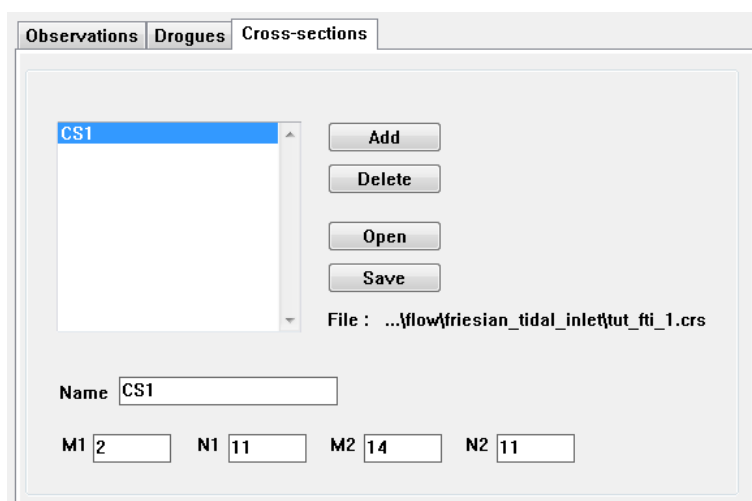 Observations Drogues Cross-sections
CS1
Add
Delete
Open
Save
File : ...\flow\friesian_tidal_inlet\tut_fti_1.crs
Name CS1
M1 2 N1 11 M2 14 N2 11